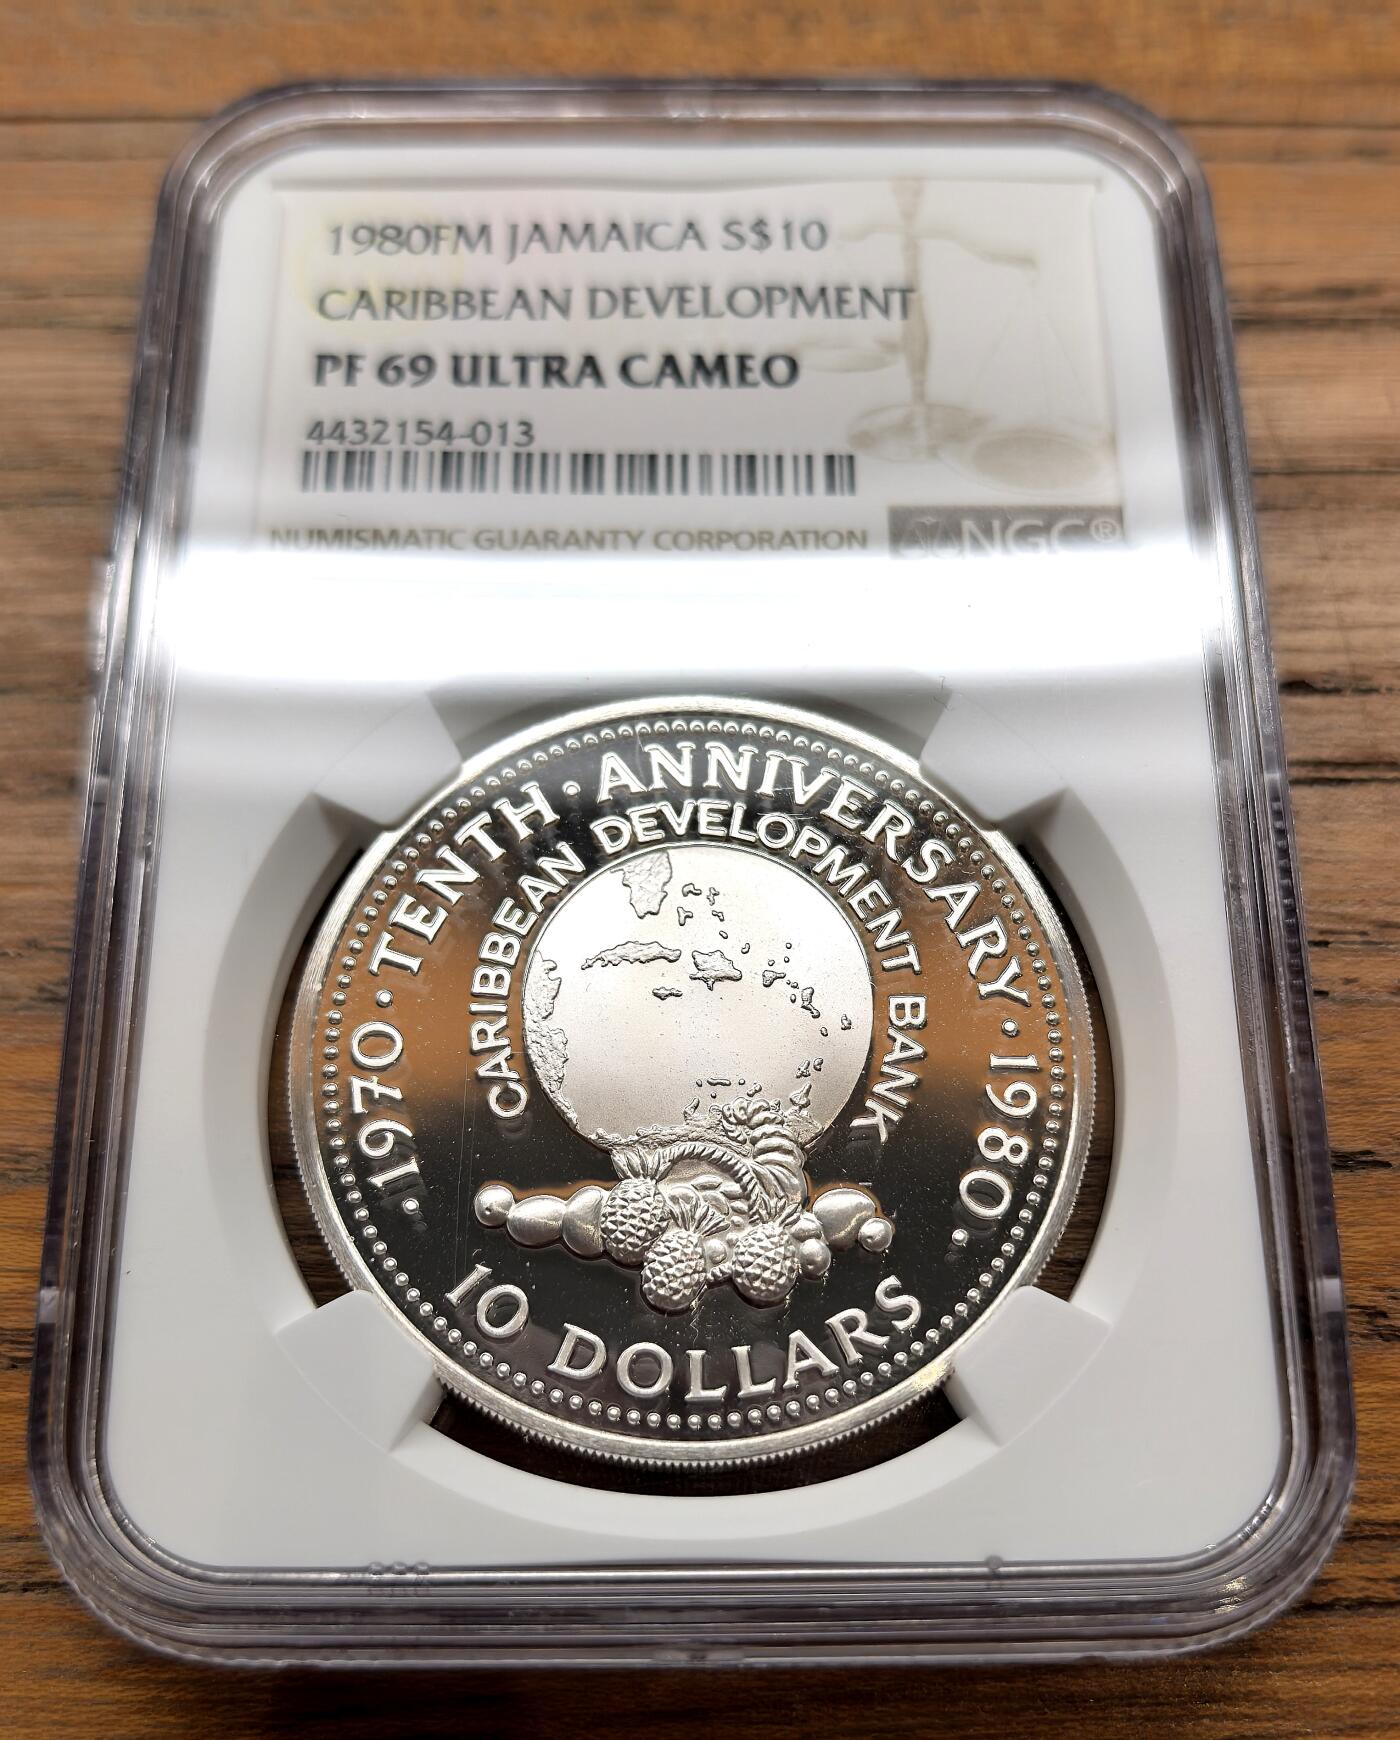 1980FM JAMAICA S$10
CARIBBEAN DEVELOPMENT
PF 69 ULTRA CAMEO
4432154-013
NUMISMATIC GUARANTY CORPORATION NGC®
·1970·TENTH·ANNIVERSARY·1980·
CARIBBEAN DEVELOPMENT BANK
10 DOLLARS